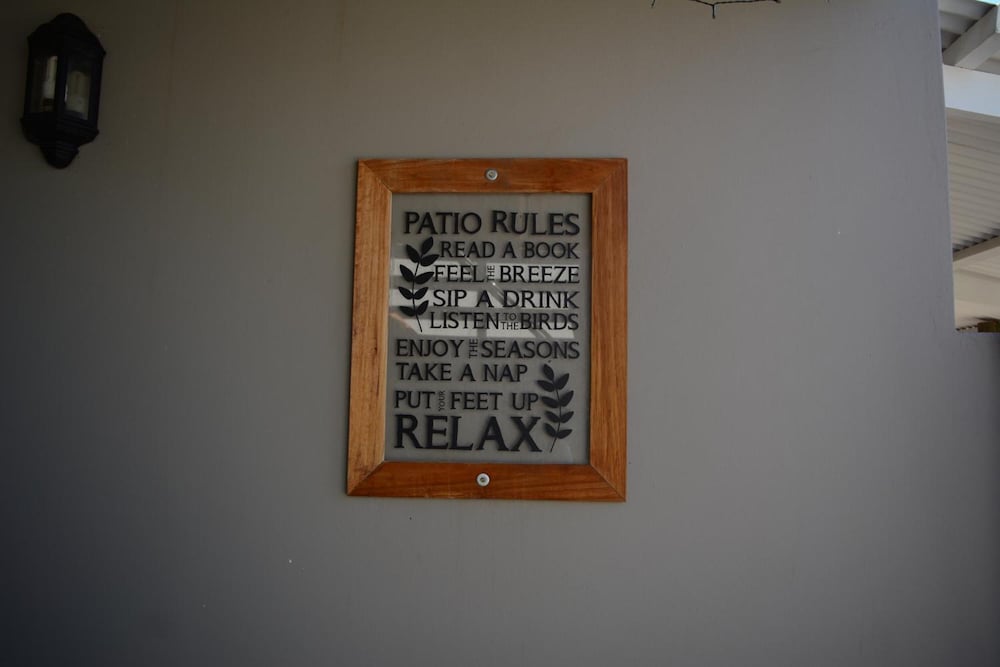 PATIO RULES
READ A BOOK
FEEL THE BREEZE
SIP A DRINK
LISTEN TO THE BIRDS
ENJOY THE SEASONS
TAKE A NAP
PUT YOUR FEET UP
RELAX